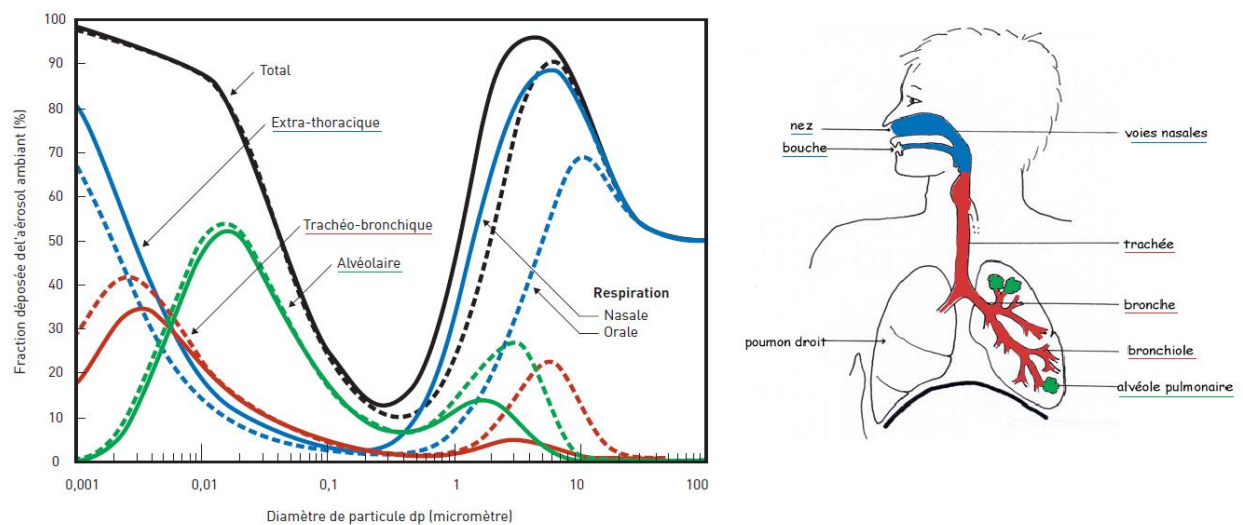 Fraction déposée del'aérosol ambiant (%)
100
90
80
70
60
50
40
30
20
10
0
Total
Extra-thoracique
Trachéo-bronchique
Alvéolaire
Respiration
Nasale
Orale
0,001
0,01
0,1
1
10
100
Diamètre de particule dp (micromètre)
nez
bouche
voies nasales
trachée
bronche
poumon droit
bronchiole
alvéole pulmonaire